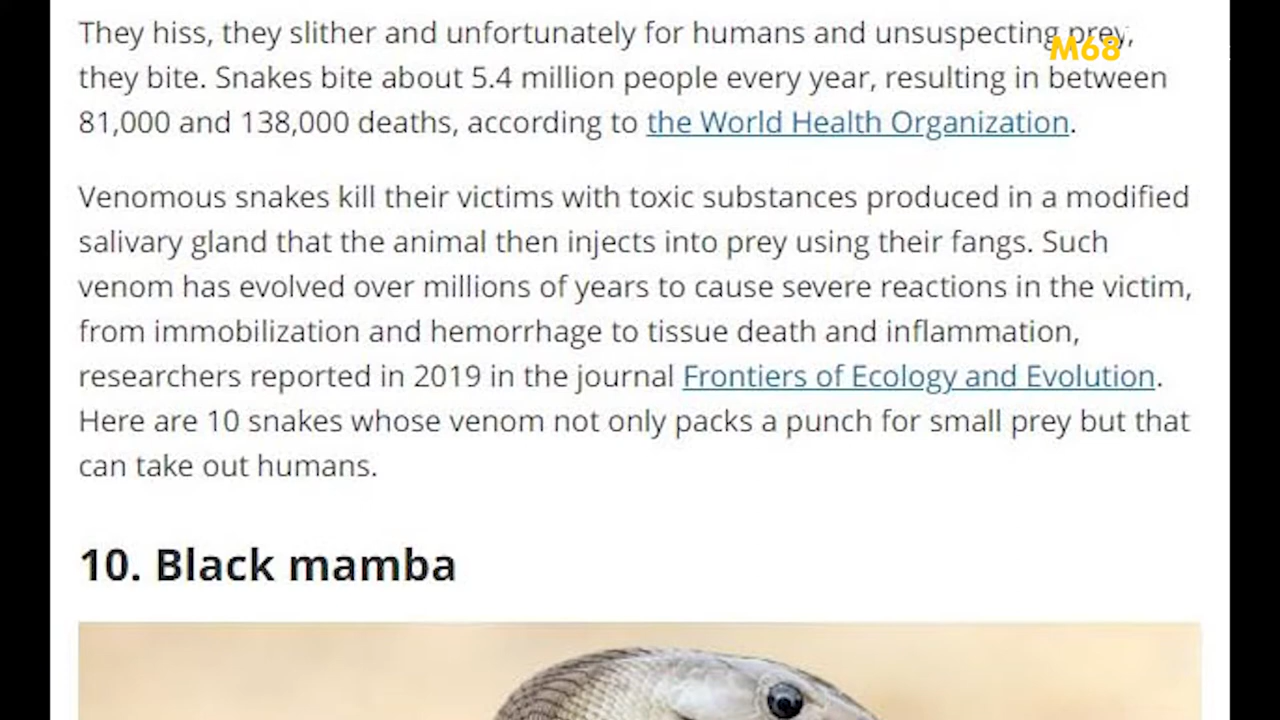 They hiss, they slither and unfortunately for humans and unsuspecting prey,
M68
they bite. Snakes bite about 5.4 million people every year, resulting in between
81,000 and 138,000 deaths, according to the World Health Organization.
Venomous snakes kill their victims with toxic substances produced in a modified
salivary gland that the animal then injects into prey using their fangs. Such
venom has evolved over millions of years to cause severe reactions in the victim,
from immobilization and hemorrhage to tissue death and inflammation,
researchers reported in 2019 in the journal Frontiers of Ecology and Evolution.
Here are 10 snakes whose venom not only packs a punch for small prey but that
can take out humans.
10. Black mamba